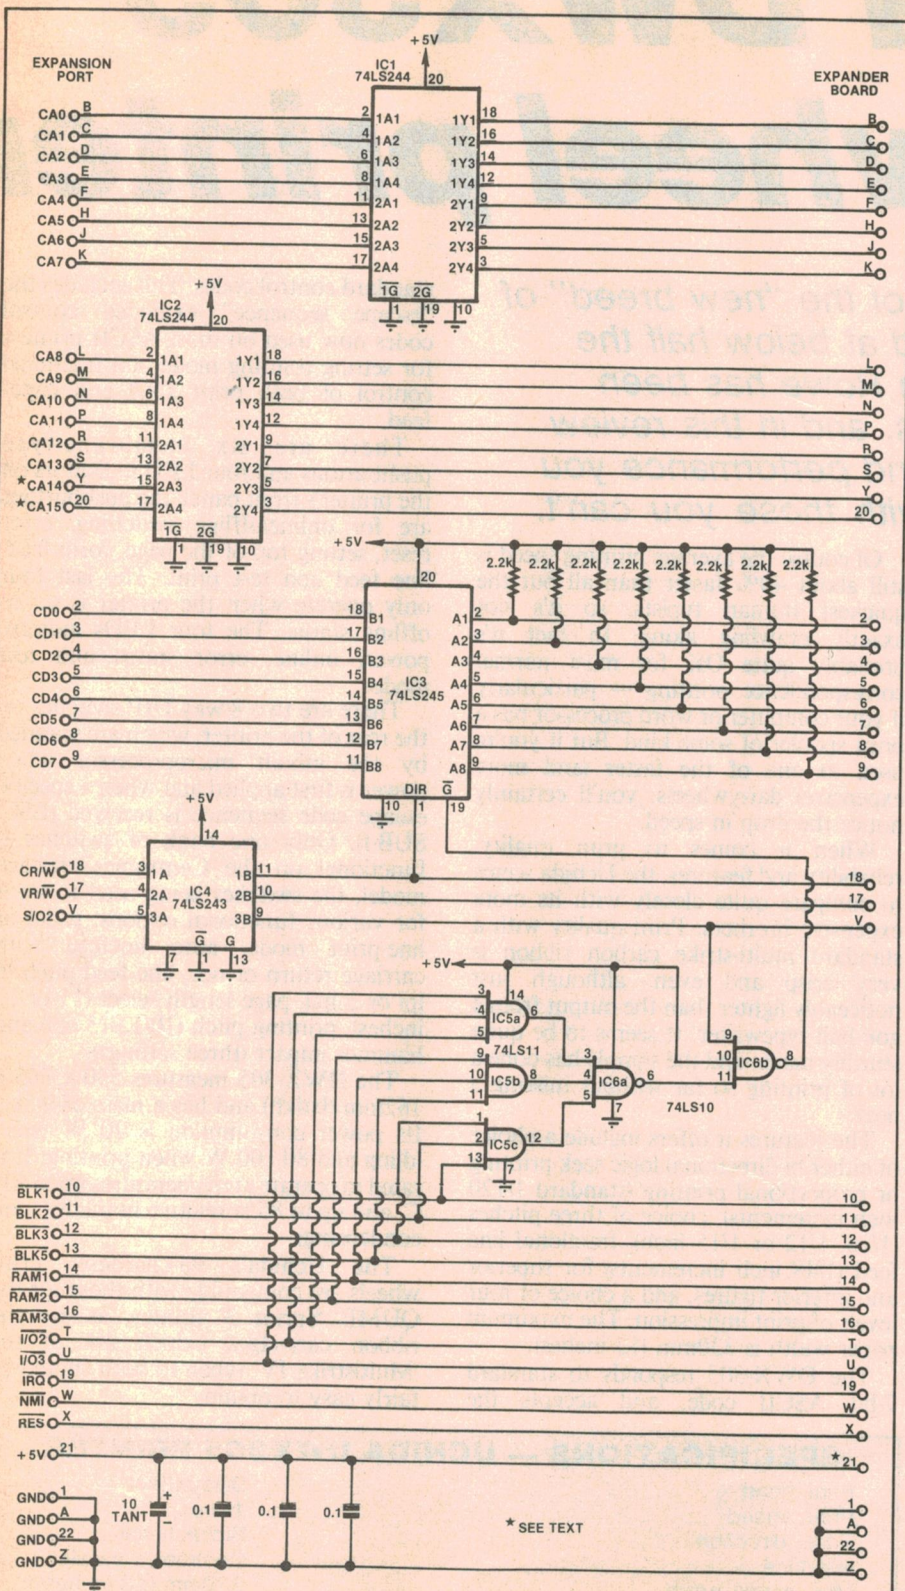 +5V
IC1
74LS244
EXPANSION
PORT
EXPANDER
BOARD
20
CA0 B 2 1A1 1Y1 18 B
CA1 C 4 1A2 1Y2 16 C
CA2 D 6 1A3 1Y3 14 D
CA3 E 8 1A4 1Y4 12 E
CA4 F 11 2A1 2Y1 9 F
CA5 H 13 2A2 2Y2 7 H
CA6 J 15 2A3 2Y3 5 J
CA7 K 17 2A4 2Y4 3 K
1G 2G
1 19 10
+5V
IC2
74LS244
20
CA8 L 2 1A1 1Y1 18 L
CA9 M 4 1A2 1Y2 16 M
CA10 N 6 1A3 1Y3 14 N
CA11 P 8 1A4 1Y4 12 P
CA12 R 11 2A1 2Y1 9 R
CA13 S 13 2A2 2Y2 7 S
*CA14 Y 15 2A3 2Y3 5 Y
*CA15 20 17 2A4 2Y4 3 20
1G 2G
1 19 10
+5V
2.2k 2.2k 2.2k 2.2k 2.2k 2.2k 2.2k 2.2k
20
CD0 2 18 B1 A1 2 2
CD1 3 17 B2 A2 3 3
CD2 4 16 B3 A3 4 4
IC3
74LS245
CD3 5 15 B4 A4 5 5
CD4 6 14 B5 A5 6 6
CD5 7 13 B6 A6 7 7
CD6 8 12 B7 A7 8 8
CD7 9 11 B8 A8 9 9
DIR G
10 1 19
+5V
14
CR/W 18 3 1A 1B 11 18
IC4
74LS243
VR/W 17 4 2A 2B 10 17
S/O2 V 5 3A 3B 9 V
G G
7 1 13
+5V
3 14
4 IC5a 6
5
74LS11
9
10 IC5b 8
11
3 14
4 IC6a 6
5
7
9
10 IC6b 8
11
74LS10
1
2 IC5c 12
13
7
BLK1 10 10
BLK2 11 11
BLK3 12 12
BLK5 13 13
RAM1 14 14
RAM2 15 15
RAM3 16 16
I/O2 T T
I/O3 U U
IRQ 19 19
NMI W W
RES X X
+5V 21 *21
GND 1 1
GND A A
GND 22 22
GND Z Z
10
TANT
+
−
0.1 0.1 0.1
* SEE TEXT